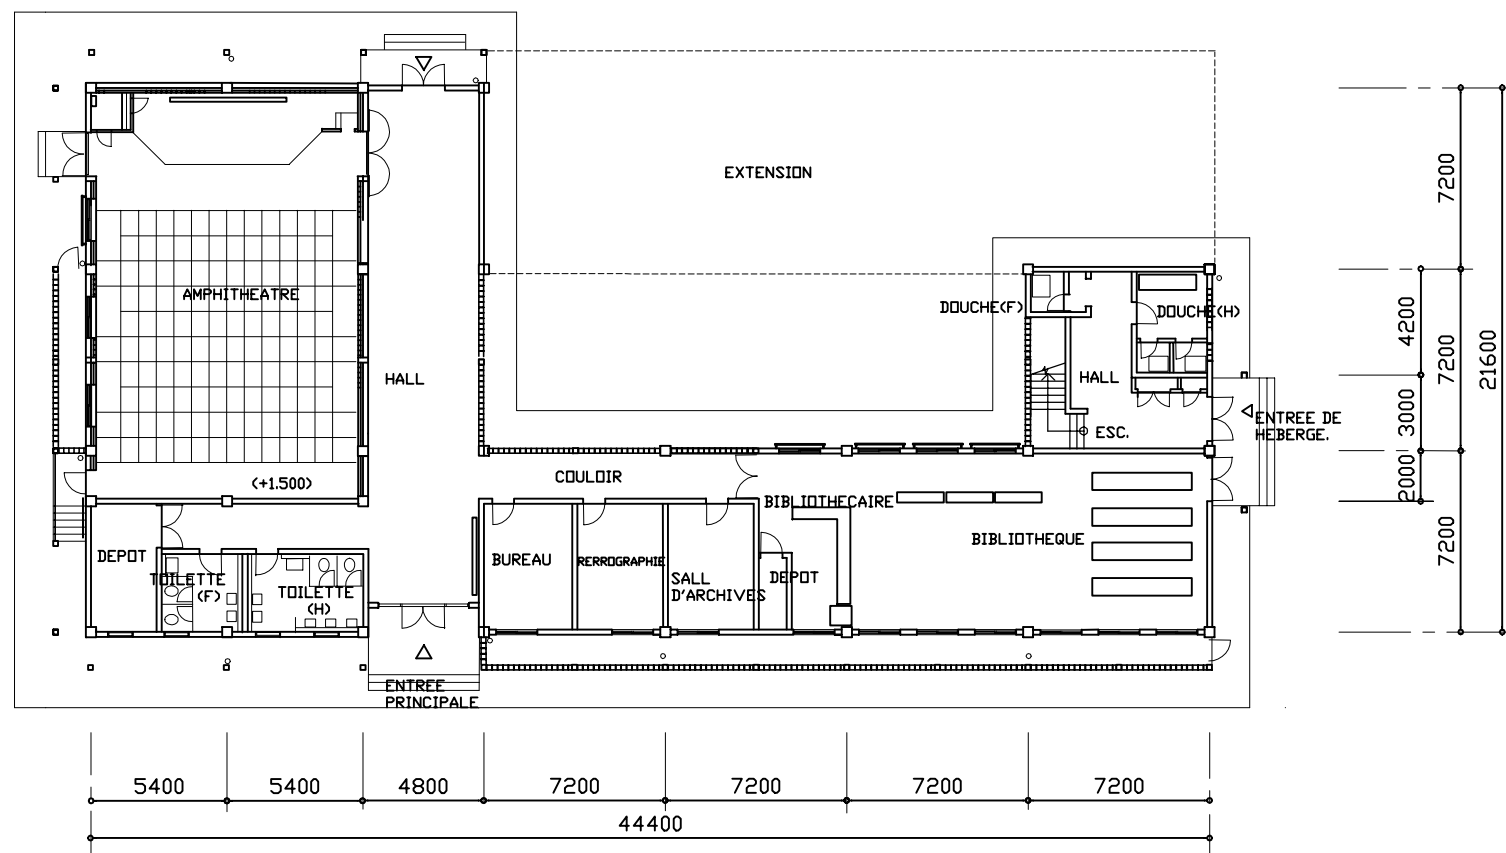 EXTENSION
7200
AMPHITHEATRE
DOUCHE(F)
DOUCHE(H)
4200
7200
21600
HALL
HALL
3000
ENTREE DE
HEBERGE.
ESC.
COULOIR
(+1.500)
2000
BIBLIOTHECAIRE
BIBLIOTHEQUE
7200
DEPOT
BUREAU
RERROGRAPHIE
SALL
D'ARCHIVES
DEPOT
TOILETTE
(F)
TOILETTE
(H)
ENTREE
PRINCIPALE
5400
5400
4800
7200
7200
7200
7200
44400